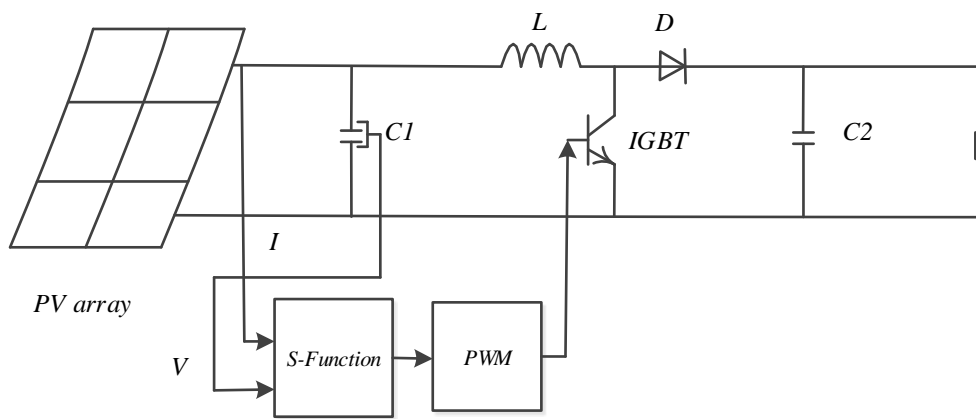 L
D
C1
IGBT
C2
I
PV array
V
S-Function
PWM